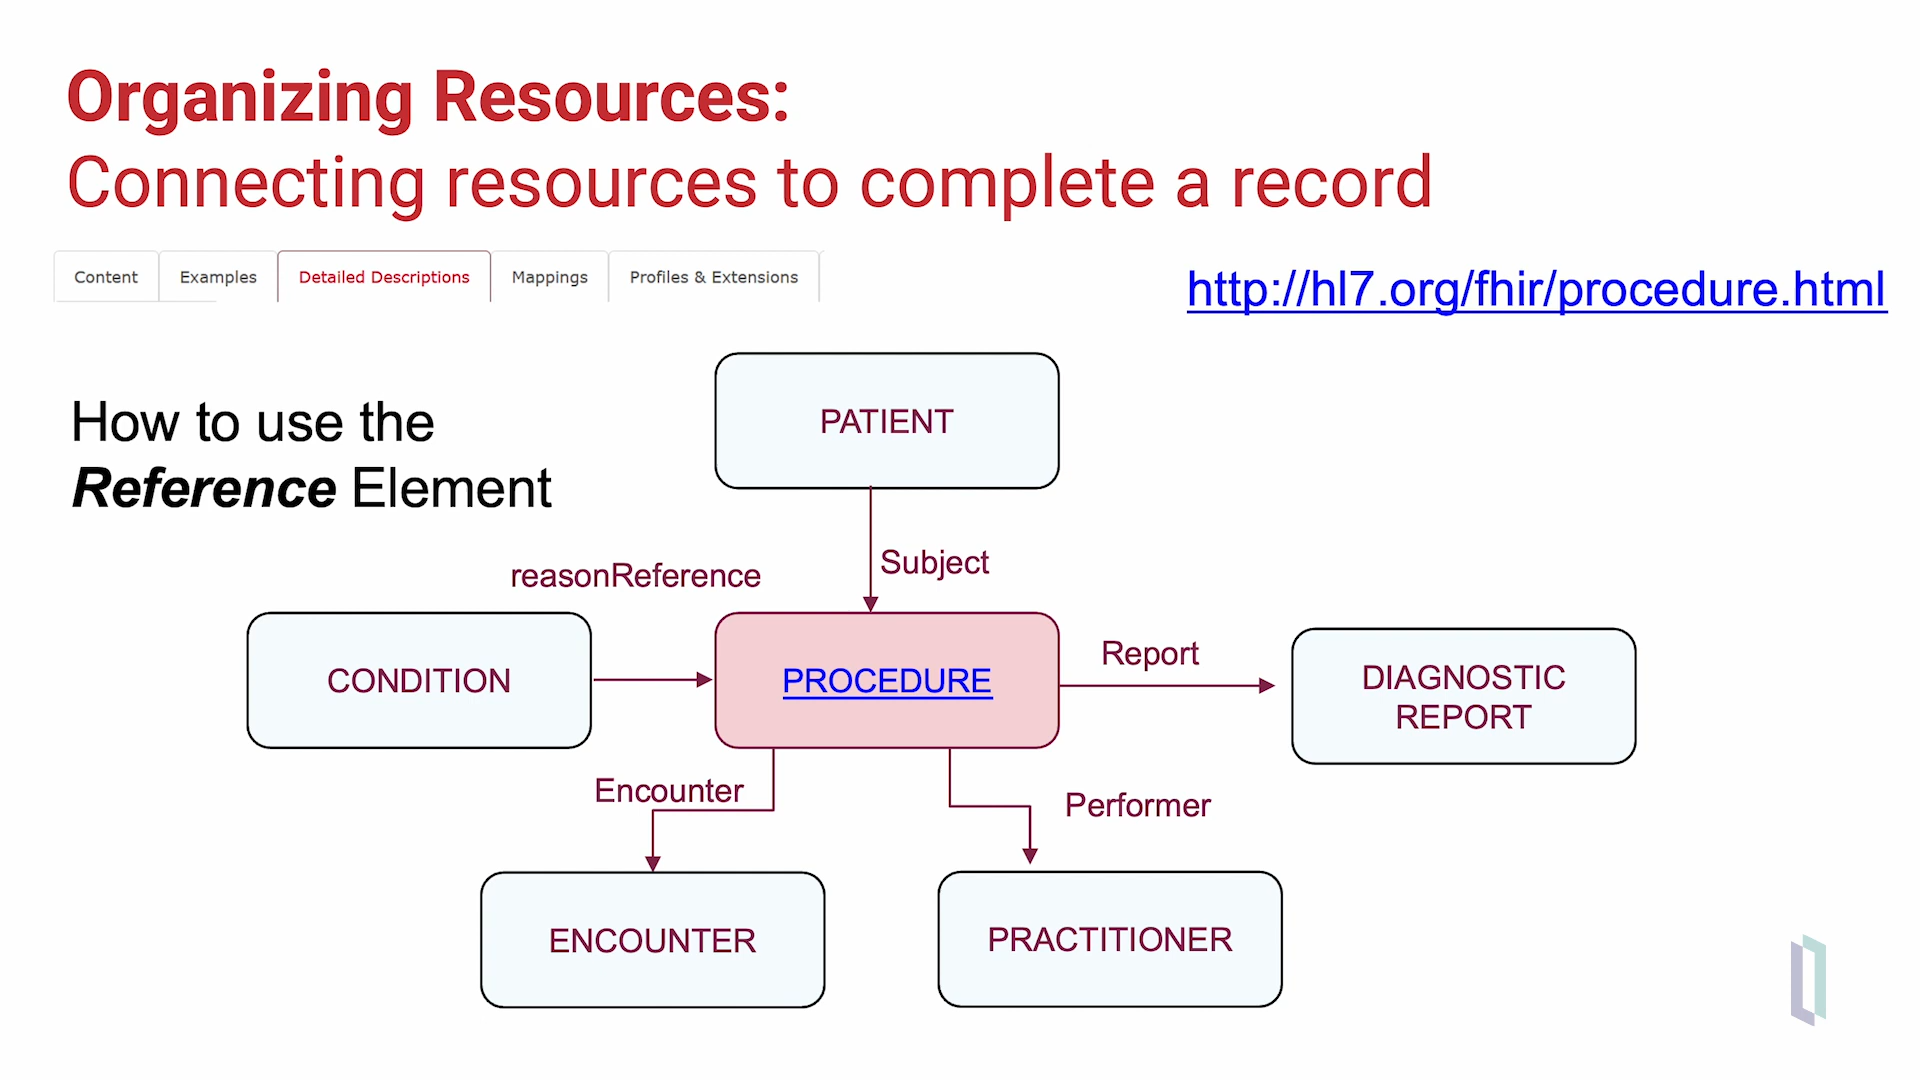 Organizing Resources:
Connecting resources to complete a record
Content Examples Detailed Descriptions Mappings Profiles & Extensions
http://hl7.org/fhir/procedure.html
How to use the
Reference Element
PATIENT
Subject
reasonReference
CONDITION
PROCEDURE
Report
DIAGNOSTIC
REPORT
Encounter
Performer
ENCOUNTER
PRACTITIONER